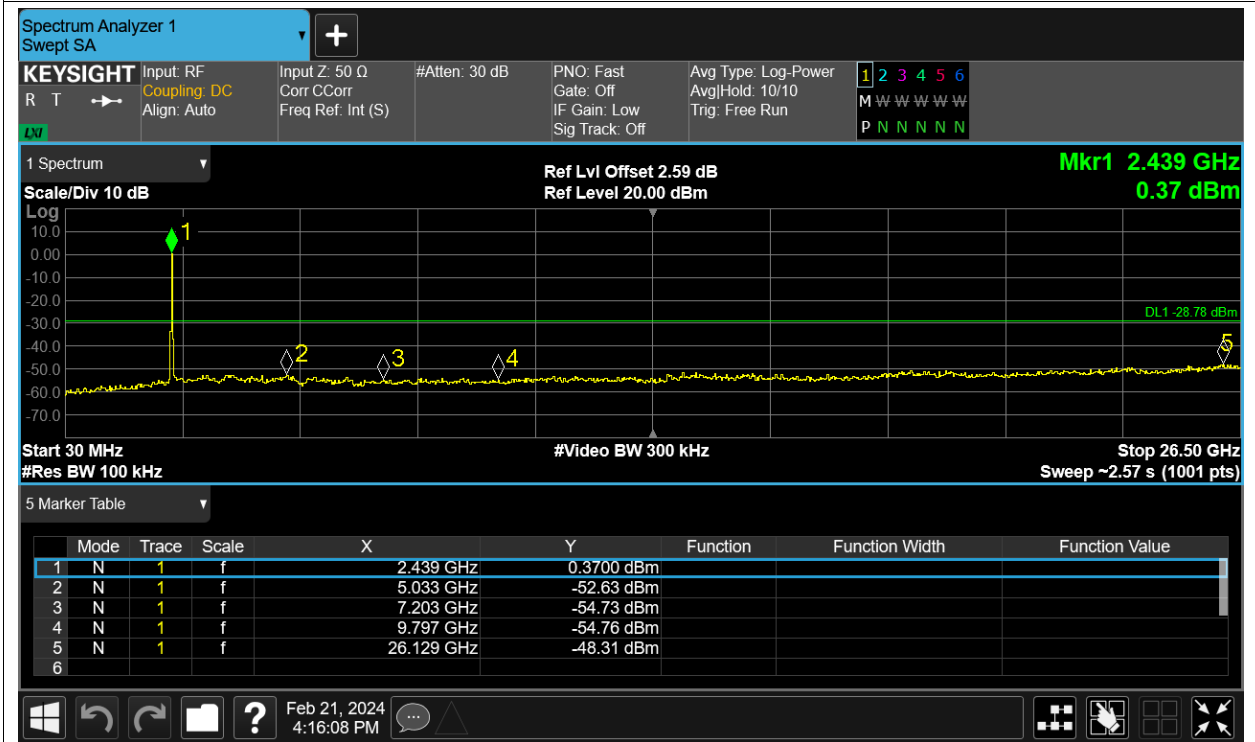 Spectrum Analyzer 1
Swept SA
KEYSIGHT
R T
LXI
Input: RF
Coupling: DC
Align: Auto
Input Z: 50 Ω
Corr CCorr
Freq Ref: Int (S)
#Atten: 30 dB
PNO: Fast
Gate: Off
IF Gain: Low
Sig Track: Off
Avg Type: Log-Power
Avg|Hold: 10/10
Trig: Free Run
1 2 3 4 5 6
M W W W W W
P N N N N N
1 Spectrum
Scale/Div 10 dB
Ref Lvl Offset 2.59 dB
Ref Level 20.00 dBm
Mkr1 2.439 GHz
0.37 dBm
Log
10.0
0.00
-10.0
-20.0
-30.0
-40.0
-50.0
-60.0
-70.0
1
2
3
4
5
DL1 -28.78 dBm
Start 30 MHz
#Video BW 300 kHz
Stop 26.50 GHz
#Res BW 100 kHz
Sweep ~2.57 s (1001 pts)
5 Marker Table
Mode Trace Scale X Y Function Function Width Function Value
1 N 1 f 2.439 GHz 0.3700 dBm
2 N 1 f 5.033 GHz -52.63 dBm
3 N 1 f 7.203 GHz -54.73 dBm
4 N 1 f 9.797 GHz -54.76 dBm
5 N 1 f 26.129 GHz -48.31 dBm
6
?
Feb 21, 2024
4:16:08 PM